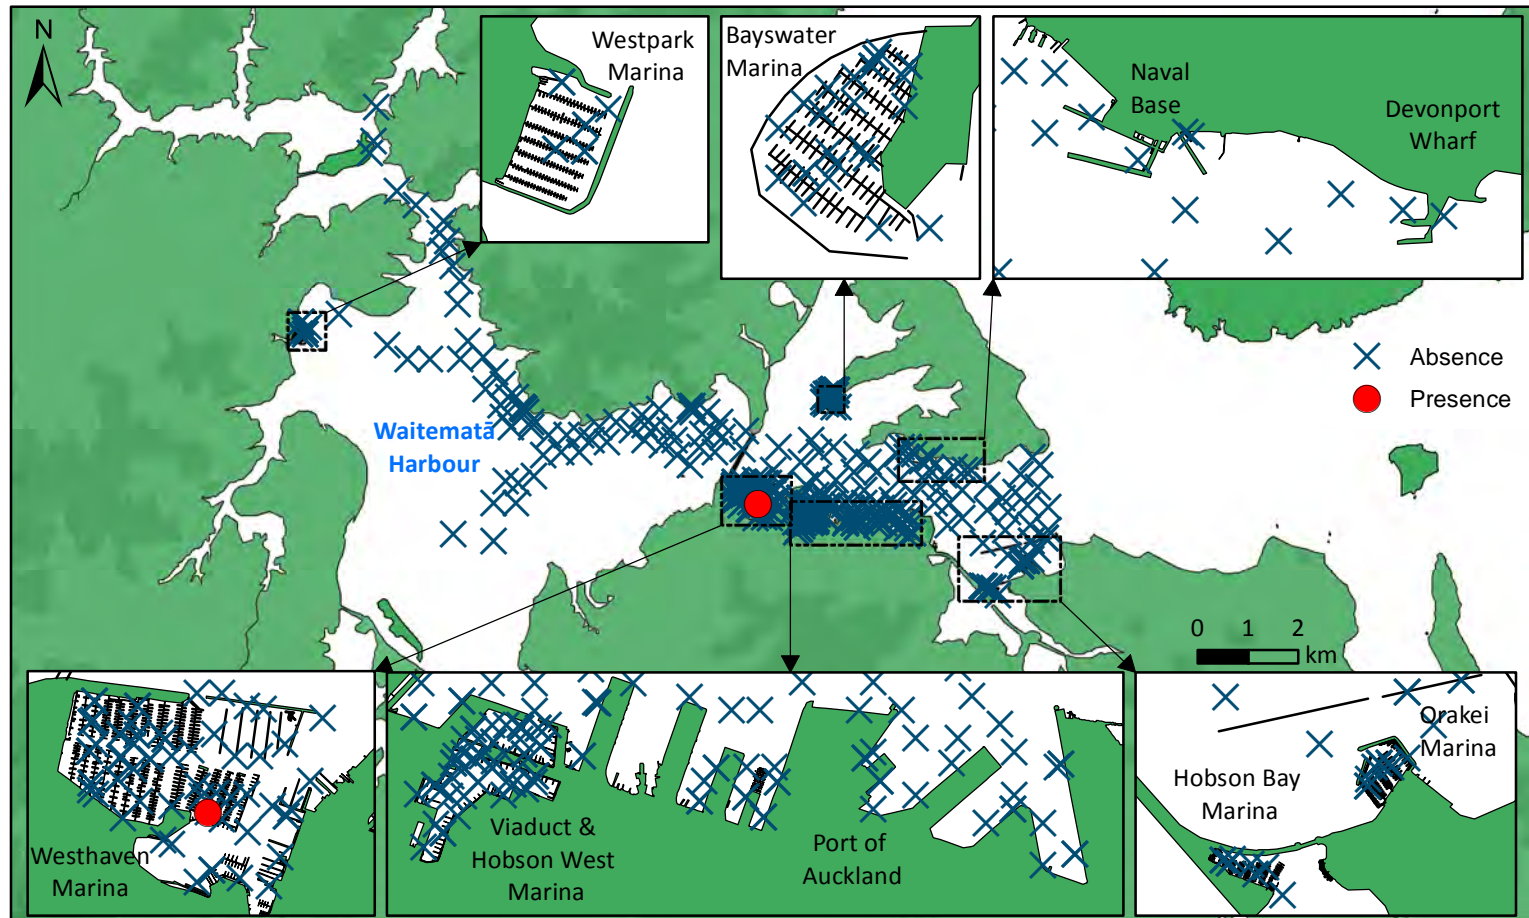 N
Westpark
Marina
Bayswater
Marina
Naval
Base
Devonport
Wharf
Absence
Presence
Waitematā
Harbour
0 1 2
km
Westhaven
Marina
Viaduct &
Hobson West
Marina
Port of
Auckland
Hobson Bay
Marina
Orakei
Marina